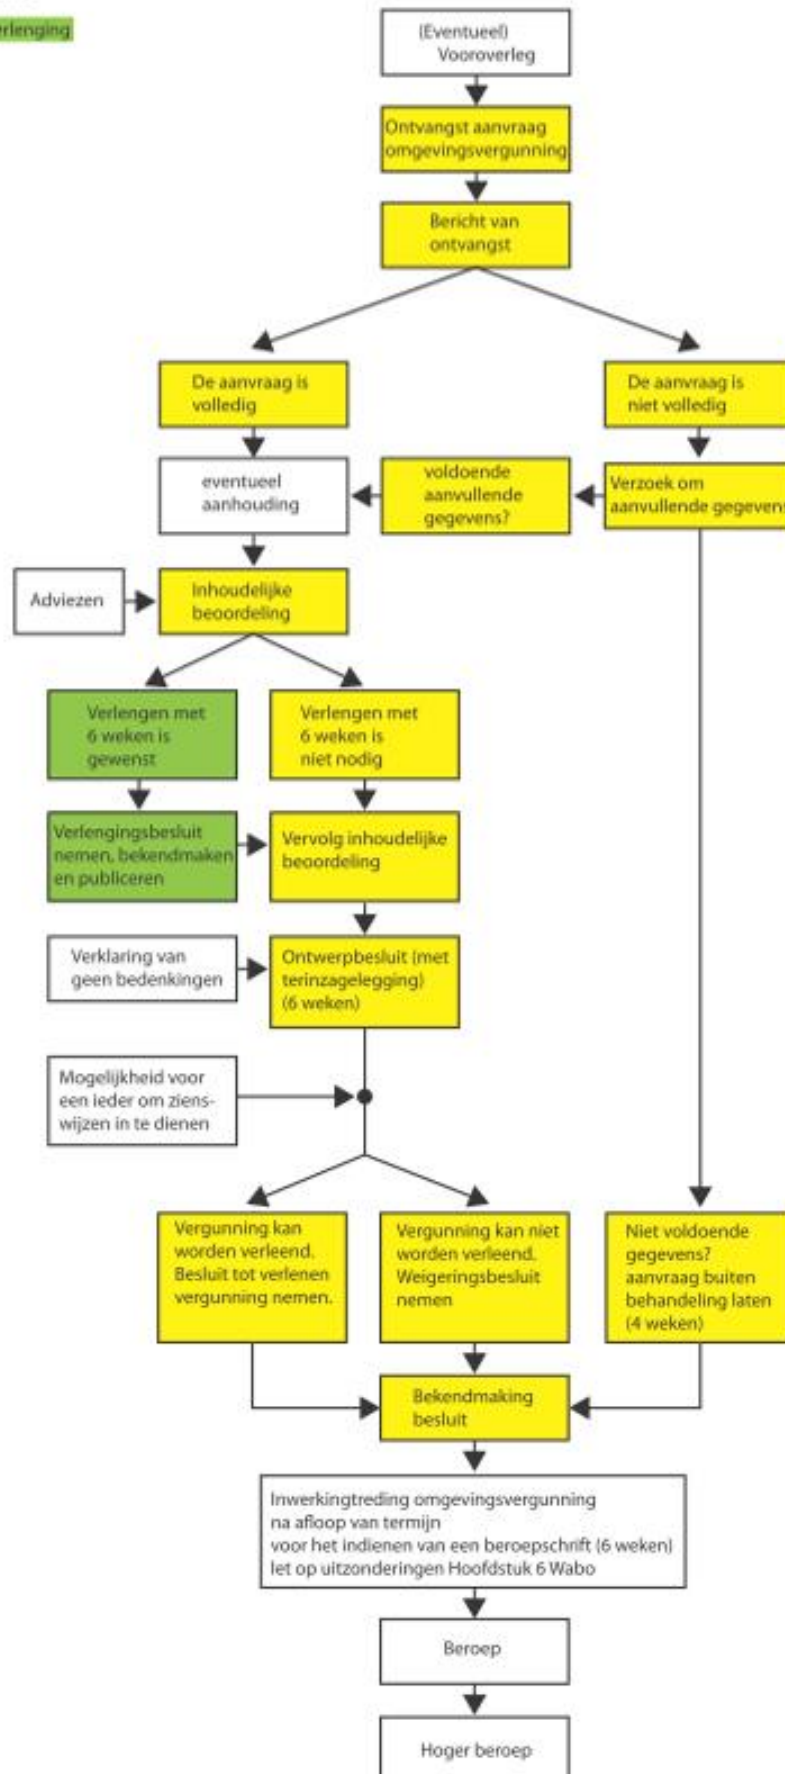 erlenging
(Eventueel)
Vooroverleg
Ontvangst aanvraag
omgevingsvergunning
Bericht van
ontvangst
De aanvraag is
volledig
De aanvraag is
niet volledig
eventueel
aanhouding
voldoende
aanvullende
gegevens?
Verzoek om
aanvullende gegevens
Adviezen
Inhoudelijke
beoordeling
Verlengen met
6 weken is
gewenst
Verlengen met
6 weken is
niet nodig
Verlengingsbesluit
nemen, bekendmaken
en publiceren
Vervolg inhoudelijke
beoordeling
Verklaring van
geen bedenkingen
Ontwerpbesluit (met
terinzagelegging)
(6 weken)
Mogelijkheid voor
een ieder om ziens-
wijzen in te dienen
Vergunning kan
worden verleend.
Besluit tot verlenen
vergunning nemen.
Vergunning kan niet
worden verleend.
Weigeringsbesluit
nemen
Niet voldoende
gegevens?
aanvraag buiten
behandeling laten
(4 weken)
Bekendmaking
besluit
Inwerkingtreding omgevingsvergunning
na afloop van termijn
voor het indienen van een beroepschrift (6 weken)
let op uitzonderingen Hoofdstuk 6 Wabo
Beroep
Hoger beroep